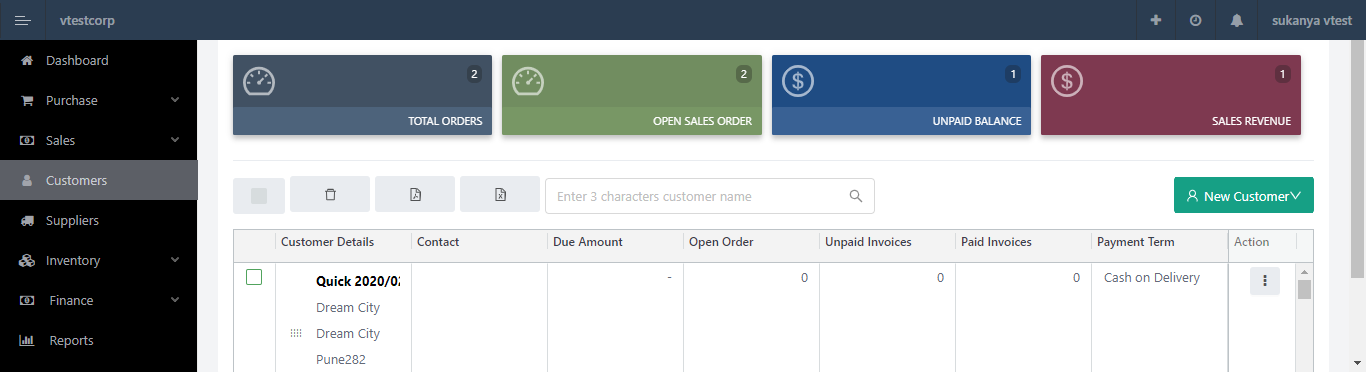 vtestcorp
sukanya vtest
Dashboard
Purchase
Sales
Customers
Suppliers
Inventory
Finance
Reports
2
TOTAL ORDERS
2
OPEN SALES ORDER
$
1
UNPAID BALANCE
$
1
SALES REVENUE
Enter 3 characters customer name
New Customer
Customer Details Contact Due Amount Open Order Unpaid Invoices Paid Invoices Payment Term Action
Quick 2020/02 - 0 0 0 Cash on Delivery
Dream City
Dream City
Pune282